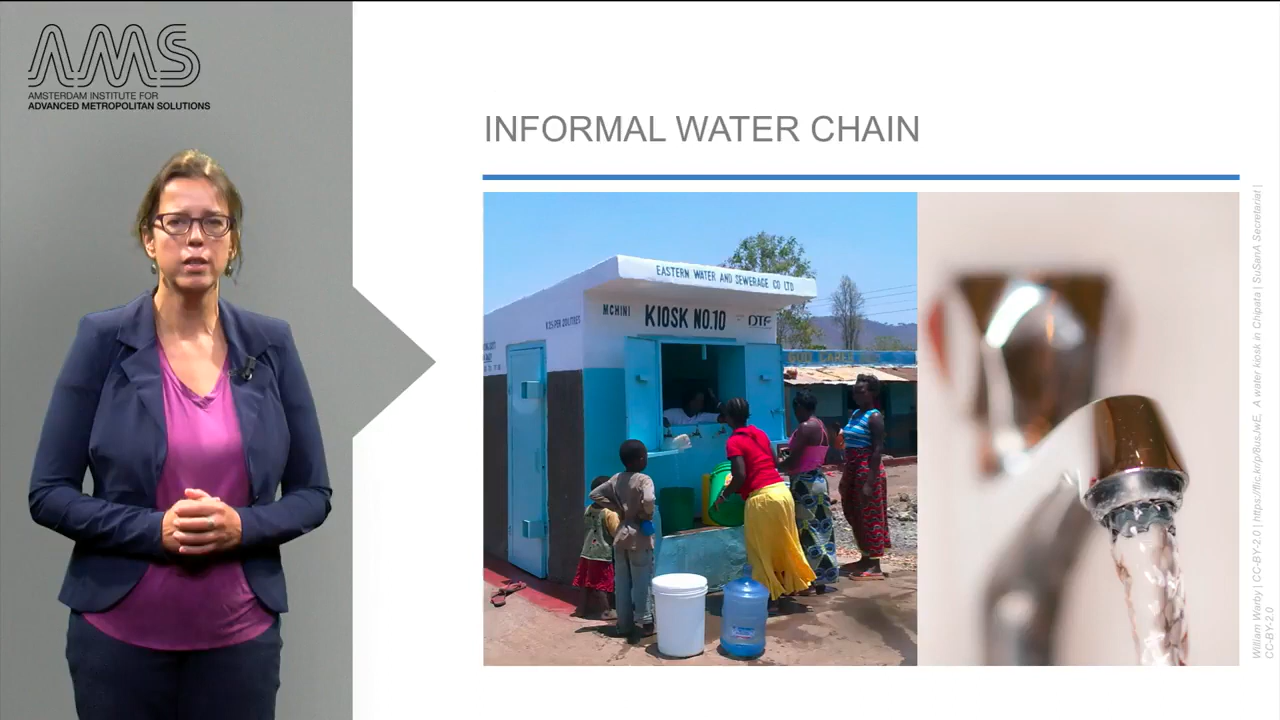 AMS
AMSTERDAM INSTITUTE FOR
ADVANCED METROPOLITAN SOLUTIONS
INFORMAL WATER CHAIN
EASTERN WATER AND SEWERAGE CO LTD
MCHINI KIOSK NO.10 DTF
GOD CARES
William Warby | CC-BY-2.0 | https://flic.kr/p/8usJwE, A water kiosk in Chipata | SuSanA Secretariat |
CC-BY-2.0